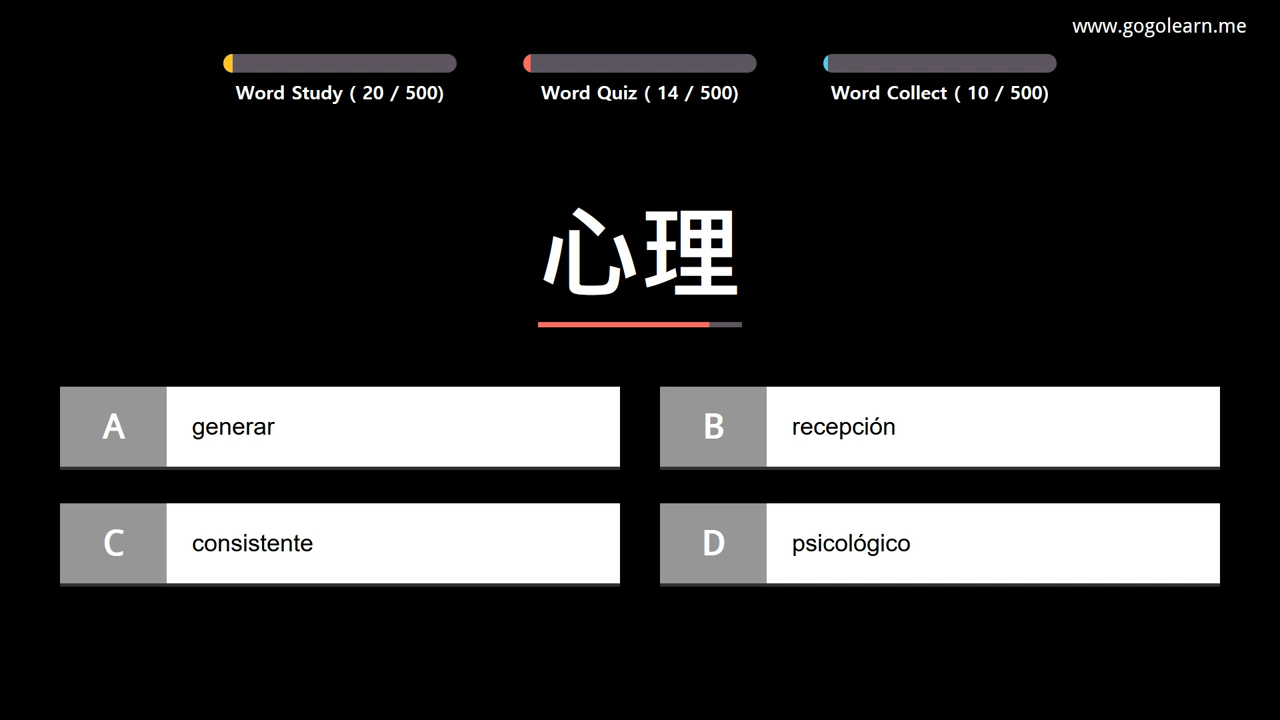 www.gogolearn.me
Word Study ( 20 / 500)
Word Quiz ( 14 / 500)
Word Collect ( 10 / 500)
心理
A generar
B recepción
C consistente
D psicológico